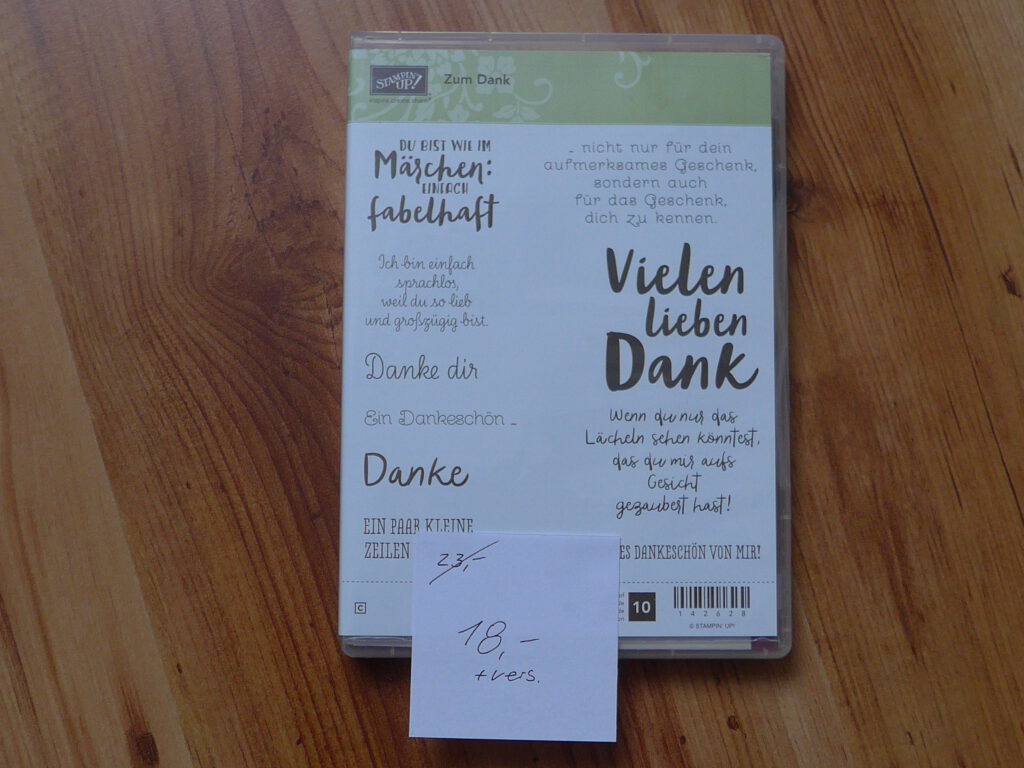 STAMPIN' UP!
inspire.create.share®
Zum Dank
DU BIST WIE IM
Märchen:
EINFACH
fabelhaft
Ich bin einfach
sprachlos,
weil du so lieb
und großzügig bist.
Danke dir
Ein Dankeschön ...
Danke
EIN PAAR KLEINE
ZEILEN
... nicht nur für dein
aufmerksames Geschenk,
sondern auch
für das Geschenk,
dich zu kennen.
Vielen
lieben
Dank
Wenn du nur das
Lächeln sehen könntest,
das du mir aufs
Gesicht
gezaubert hast!
ES DANKESCHÖN VON MIR!
C
10
142628
© STAMPIN' UP!
23,-
18,-
+ vers.